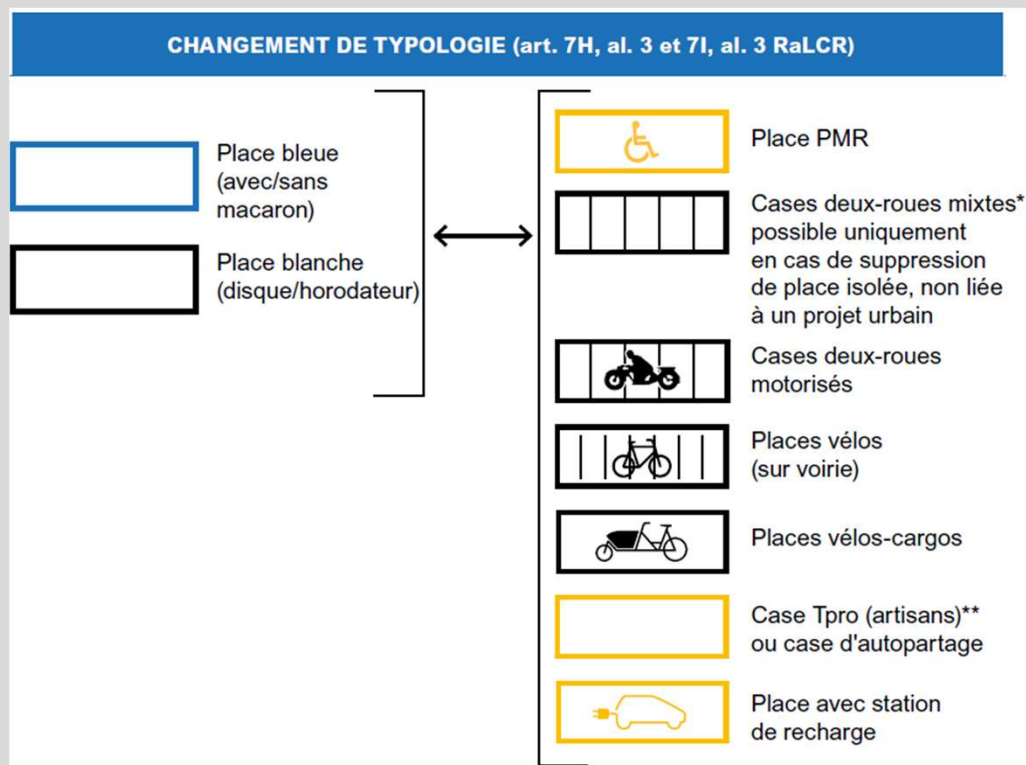 CHANGEMENT DE TYPOLOGIE (art. 7H, al. 3 et 7I, al. 3 RaLCR)
Place bleue
(avec/sans
macaron)
Place blanche
(disque/horodateur)
Place PMR
Cases deux-roues mixtes*
possible uniquement
en cas de suppression
de place isolée, non liée
à un projet urbain
Cases deux-roues
motorisés
Places vélos
(sur voirie)
Places vélos-cargos
Case Tpro (artisans)**
ou case d'autopartage
Place avec station
de recharge